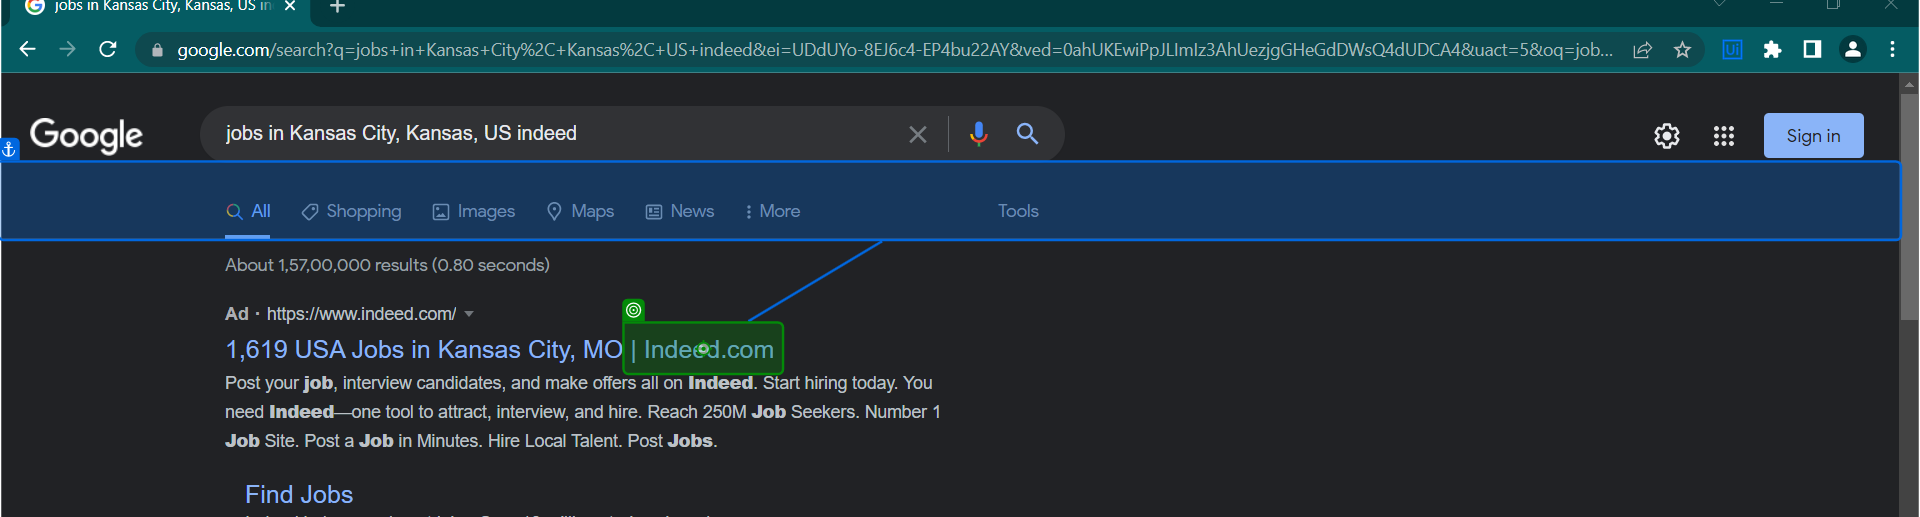 jobs in Kansas City, Kansas, US in
google.com/search?q=jobs+in+Kansas+City%2C+Kansas%2C+US+indeed&ei=UDdUYo-8EJ6c4-EP4bu22AY&ved=0ahUKEwiPpJLImIz3AhUezjgGHeGdDWsQ4dUDCA4&uact=5&oq=job...
Ui
Google
jobs in Kansas City, Kansas, US indeed
Sign in
All Shopping Images Maps News More Tools
About 1,57,00,000 results (0.80 seconds)
Ad · https://www.indeed.com/
1,619 USA Jobs in Kansas City, MO | Indeed.com
Post your job, interview candidates, and make offers all on Indeed. Start hiring today. You
need Indeed—one tool to attract, interview, and hire. Reach 250M Job Seekers. Number 1
Job Site. Post a Job in Minutes. Hire Local Talent. Post Jobs.
Find Jobs